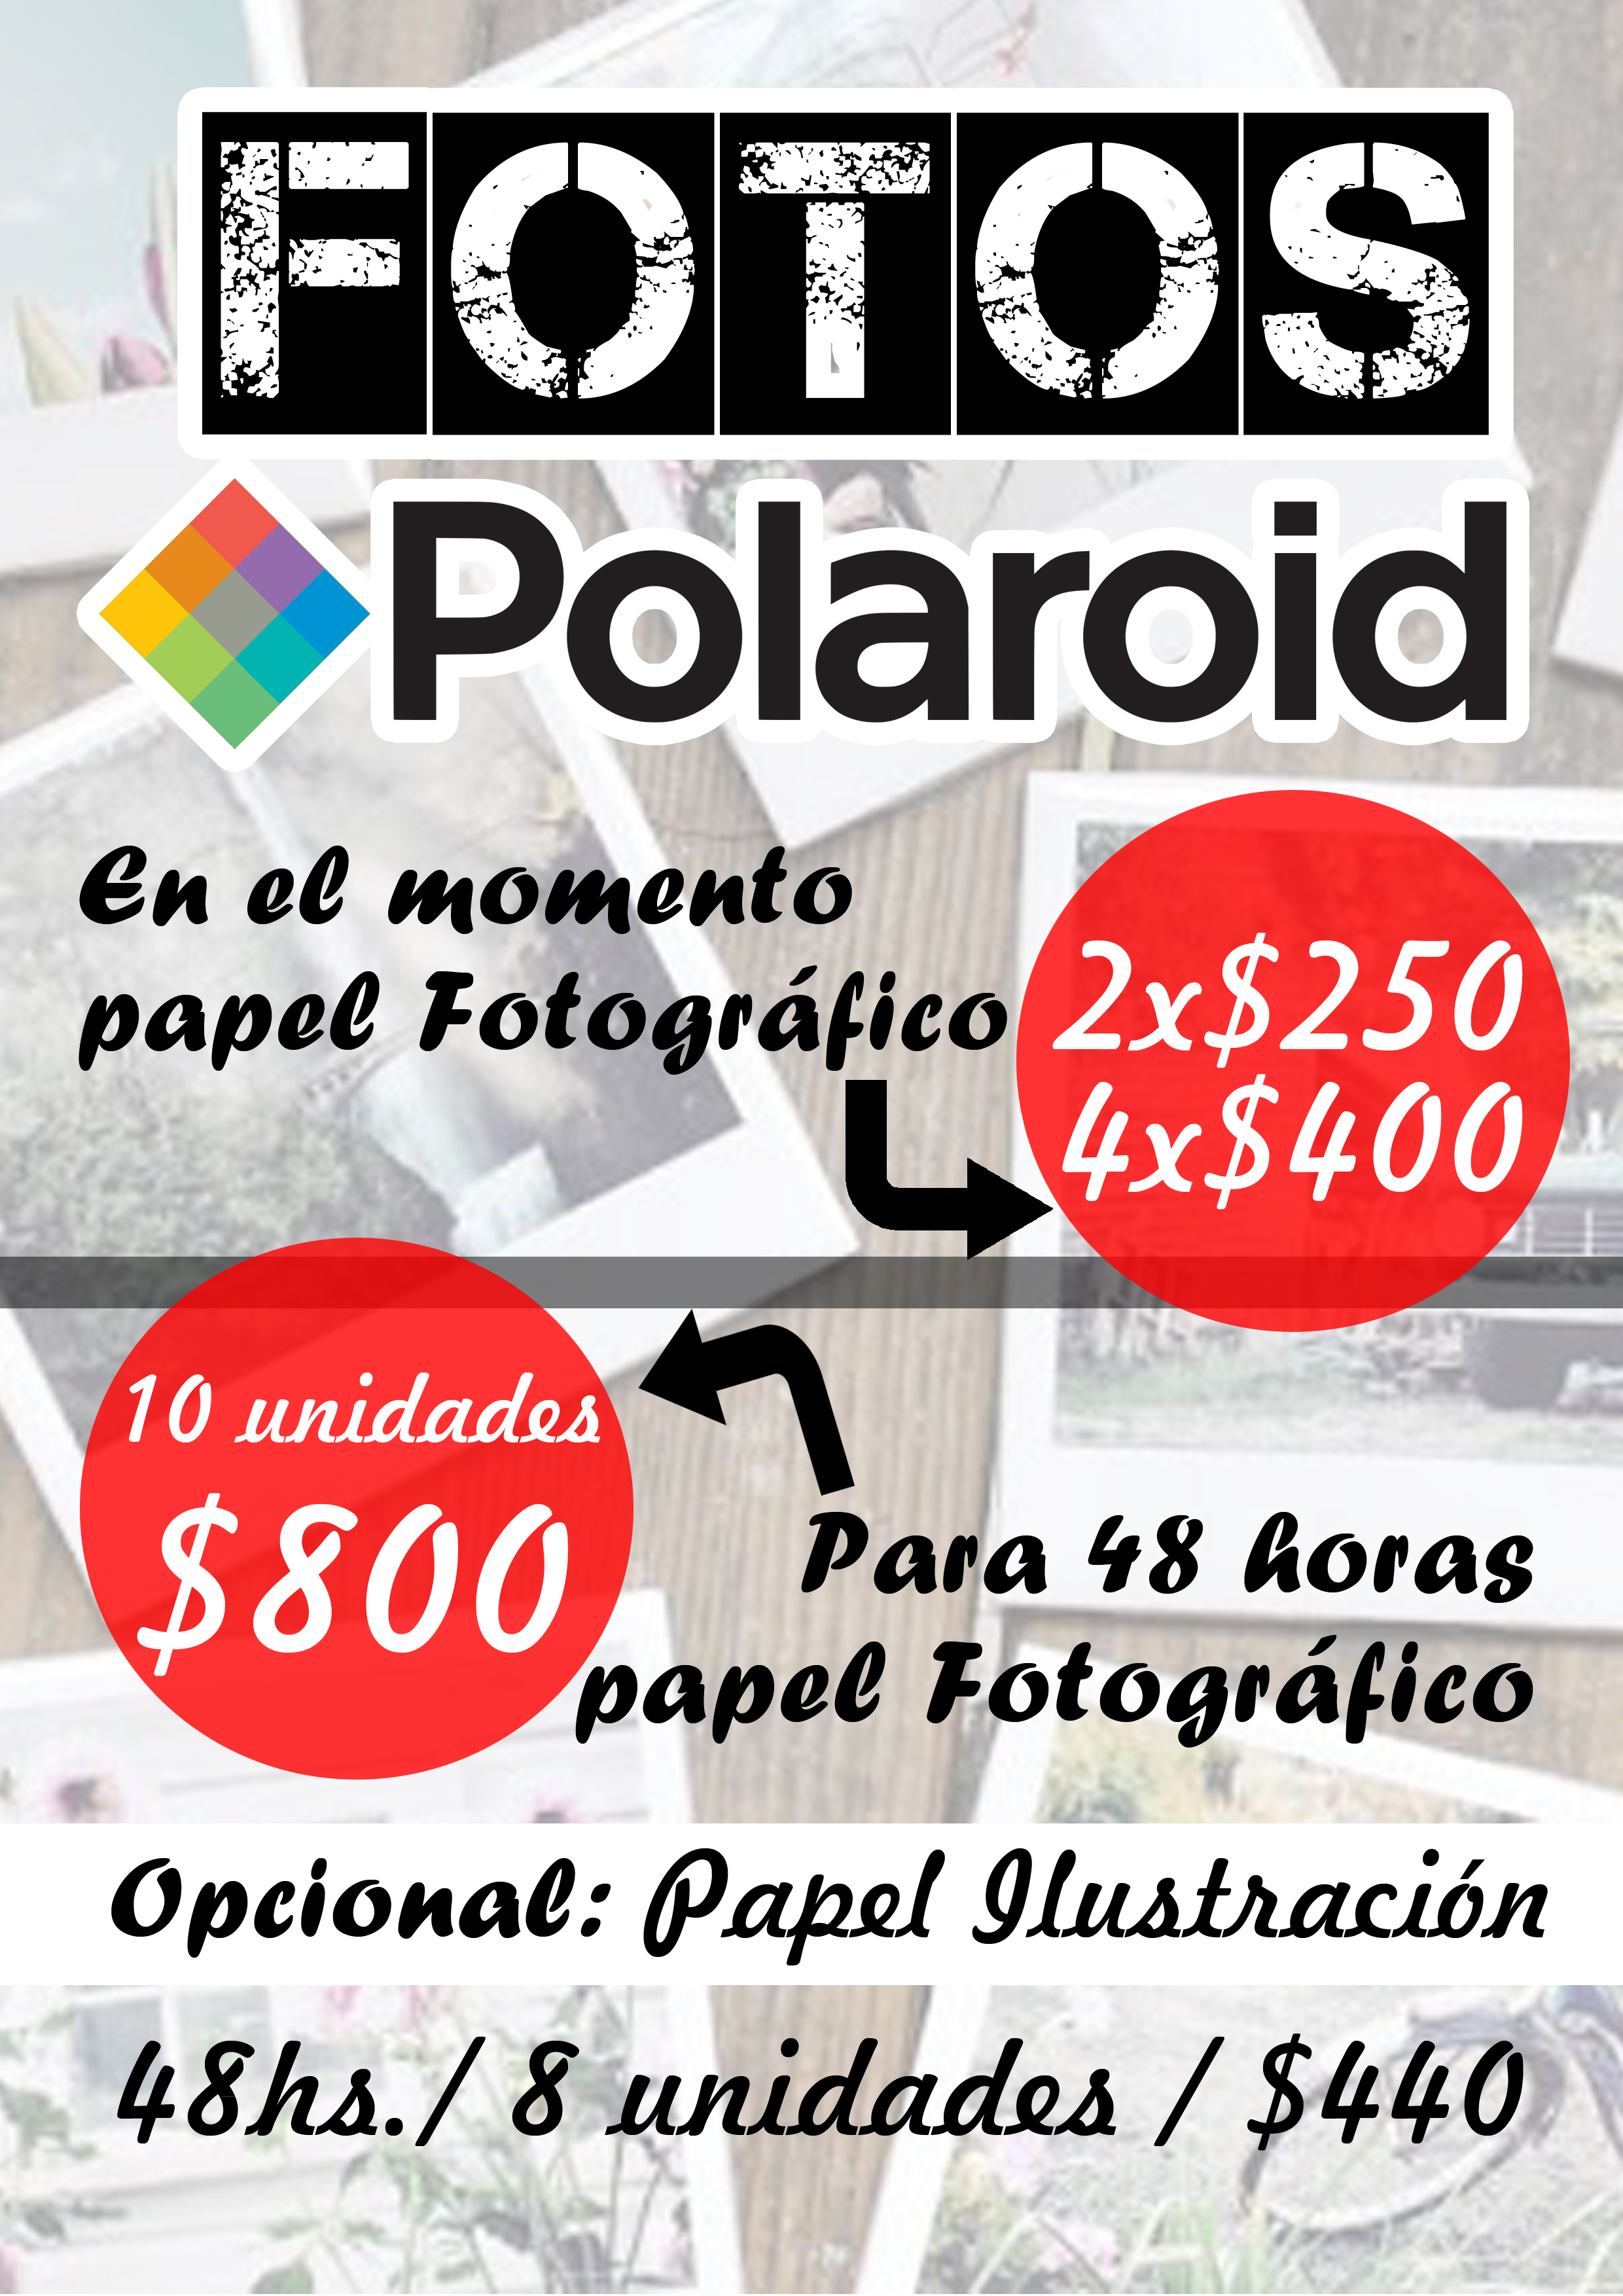 FOTOS
Polaroid
En el momento
papel Fotográfico
2x$250
4x$400
10 unidades
$800
Para 48 horas
papel Fotográfico
Opcional: Papel Ilustración
48hs./ 8 unidades / $440